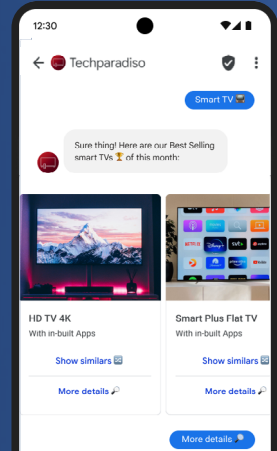 12:30
Techparadiso
Smart TV 📺
Sure thing! Here are our Best Selling
smart TVs 🏆 of this month:
HD TV 4K
With in-built Apps
Show similars 🔀
More details 🔎
Smart Plus Flat TV
With in-built Apps
Show similars 🔀
More details 🔎
More details 🔎